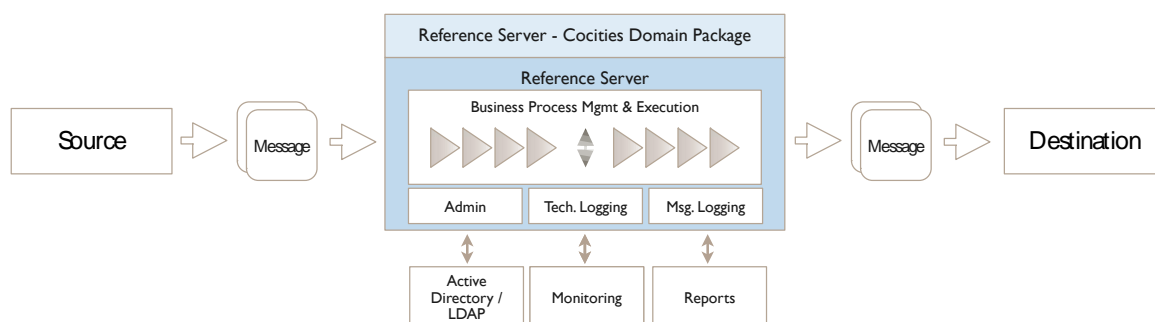 Reference Server - Cocities Domain Package
Reference Server
Business Process Mgmt & Execution
Source
Message
Message
Destination
Admin
Tech. Logging
Msg. Logging
Active
Directory /
LDAP
Monitoring
Reports